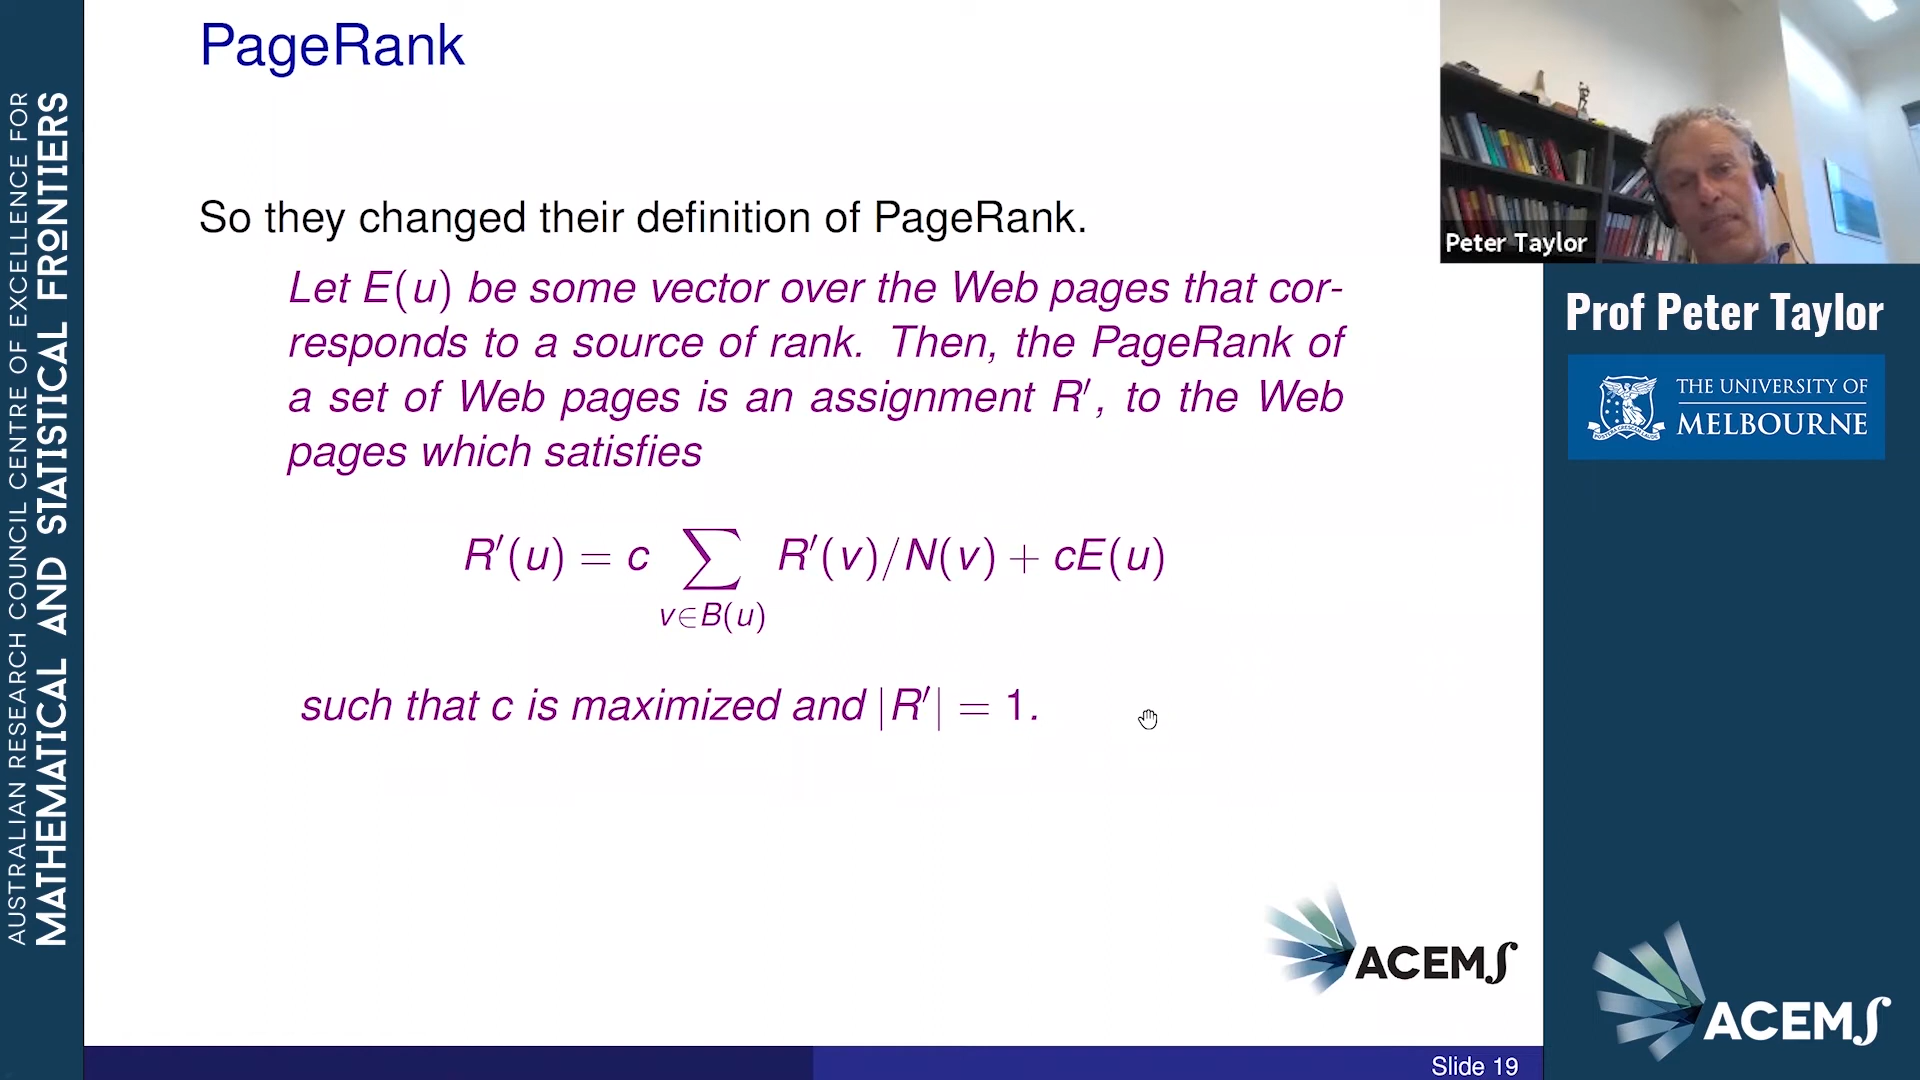 AUSTRALIAN RESEARCH COUNCIL CENTRE OF EXCELLENCE FOR
MATHEMATICAL AND STATISTICAL FRONTIERS
PageRank
So they changed their definition of PageRank.
Let E(u) be some vector over the Web pages that cor-
responds to a source of rank. Then, the PageRank of
a set of Web pages is an assignment R′, to the Web
pages which satisfies
R′(u) = c ∑ R′(v)/N(v) + cE(u)
v∈B(u)
such that c is maximized and |R′| = 1.
ACEMS
Slide 19
Peter Taylor
Prof Peter Taylor
THE UNIVERSITY OF
MELBOURNE
ACEMS